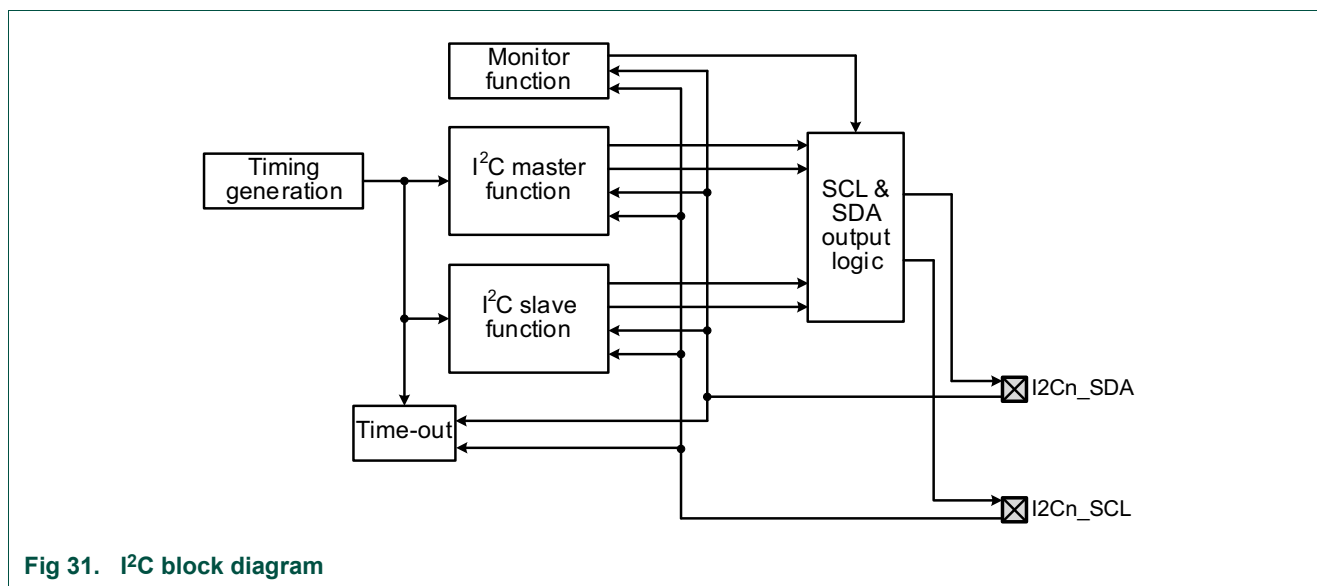 Monitor
function
Timing
generation
I²C master
function
SCL &
SDA
output
logic
I²C slave
function
Time-out
I2Cn_SDA
I2Cn_SCL
Fig 31. I²C block diagram